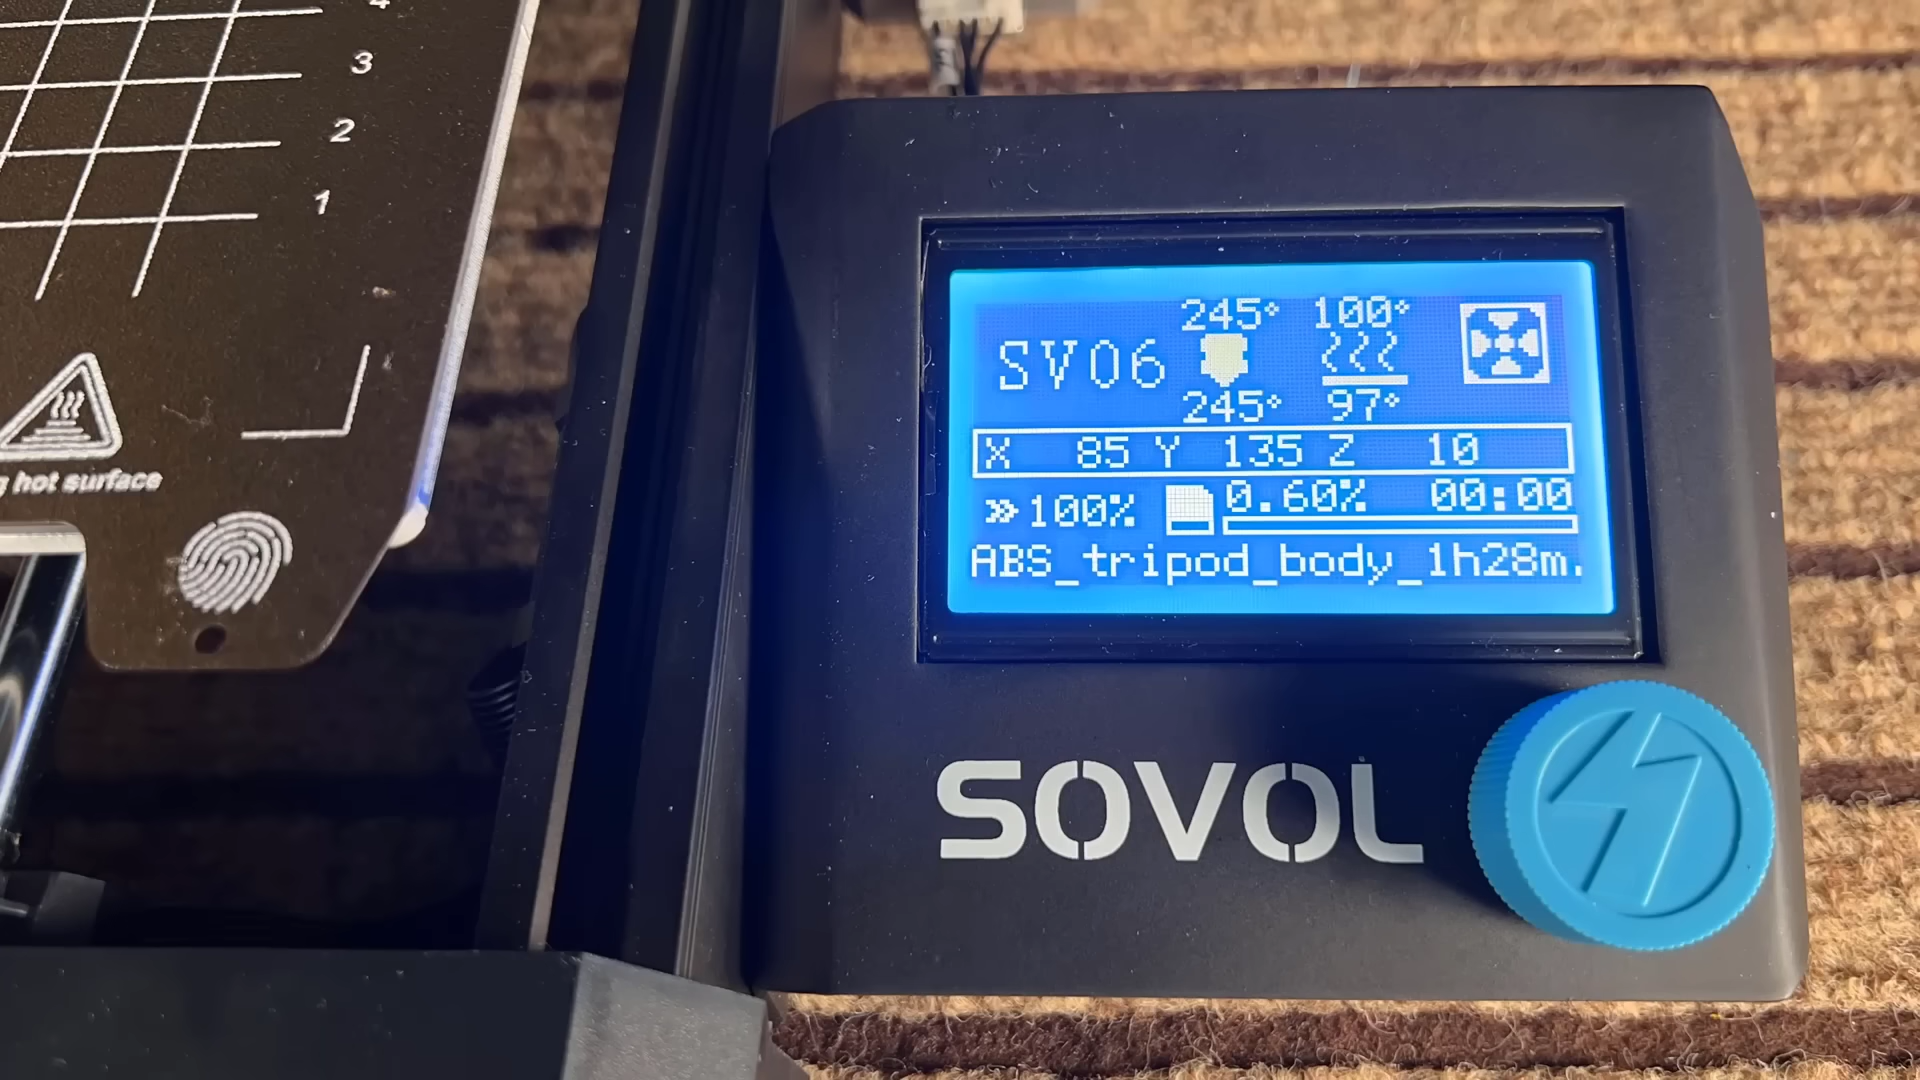 4
3
2
1
hot surface
245° 100°
SV06
245° 97°
X 85 Y 135 Z 10
100% 0.60% 00:00
ABS_tripod_body_1h28m.
SOVOL